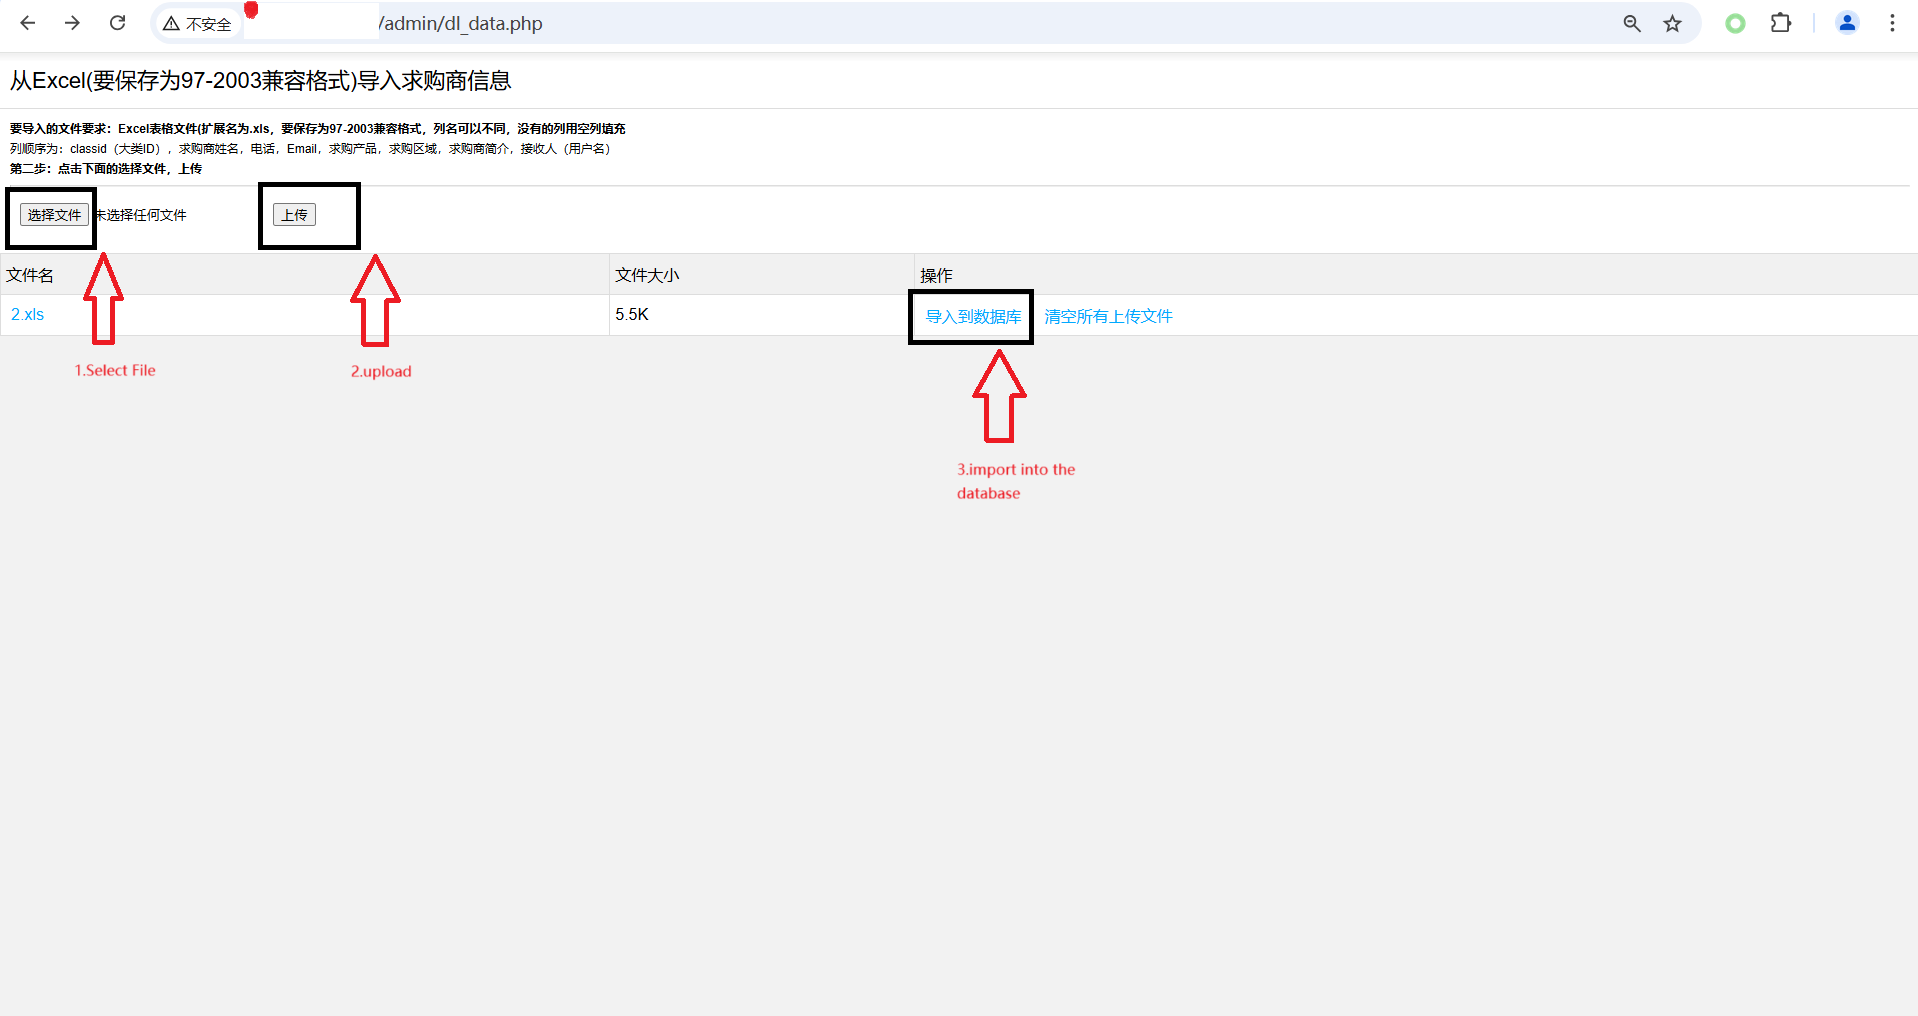 不安全 /admin/dl_data.php
从Excel(要保存为97-2003兼容格式)导入求购商信息
要导入的文件要求：Excel表格文件(扩展名为.xls，要保存为97-2003兼容格式，列名可以不同，没有的列用空列填充
列顺序为：classid（大类ID），求购商姓名，电话，Email，求购产品，求购区域，求购商简介，接收人（用户名）
第二步：点击下面的选择文件，上传
选择文件 未选择任何文件 上传
文件名 文件大小 操作
2.xls 5.5K 导入到数据库 清空所有上传文件
1.Select File 2.upload
3.import into the
database